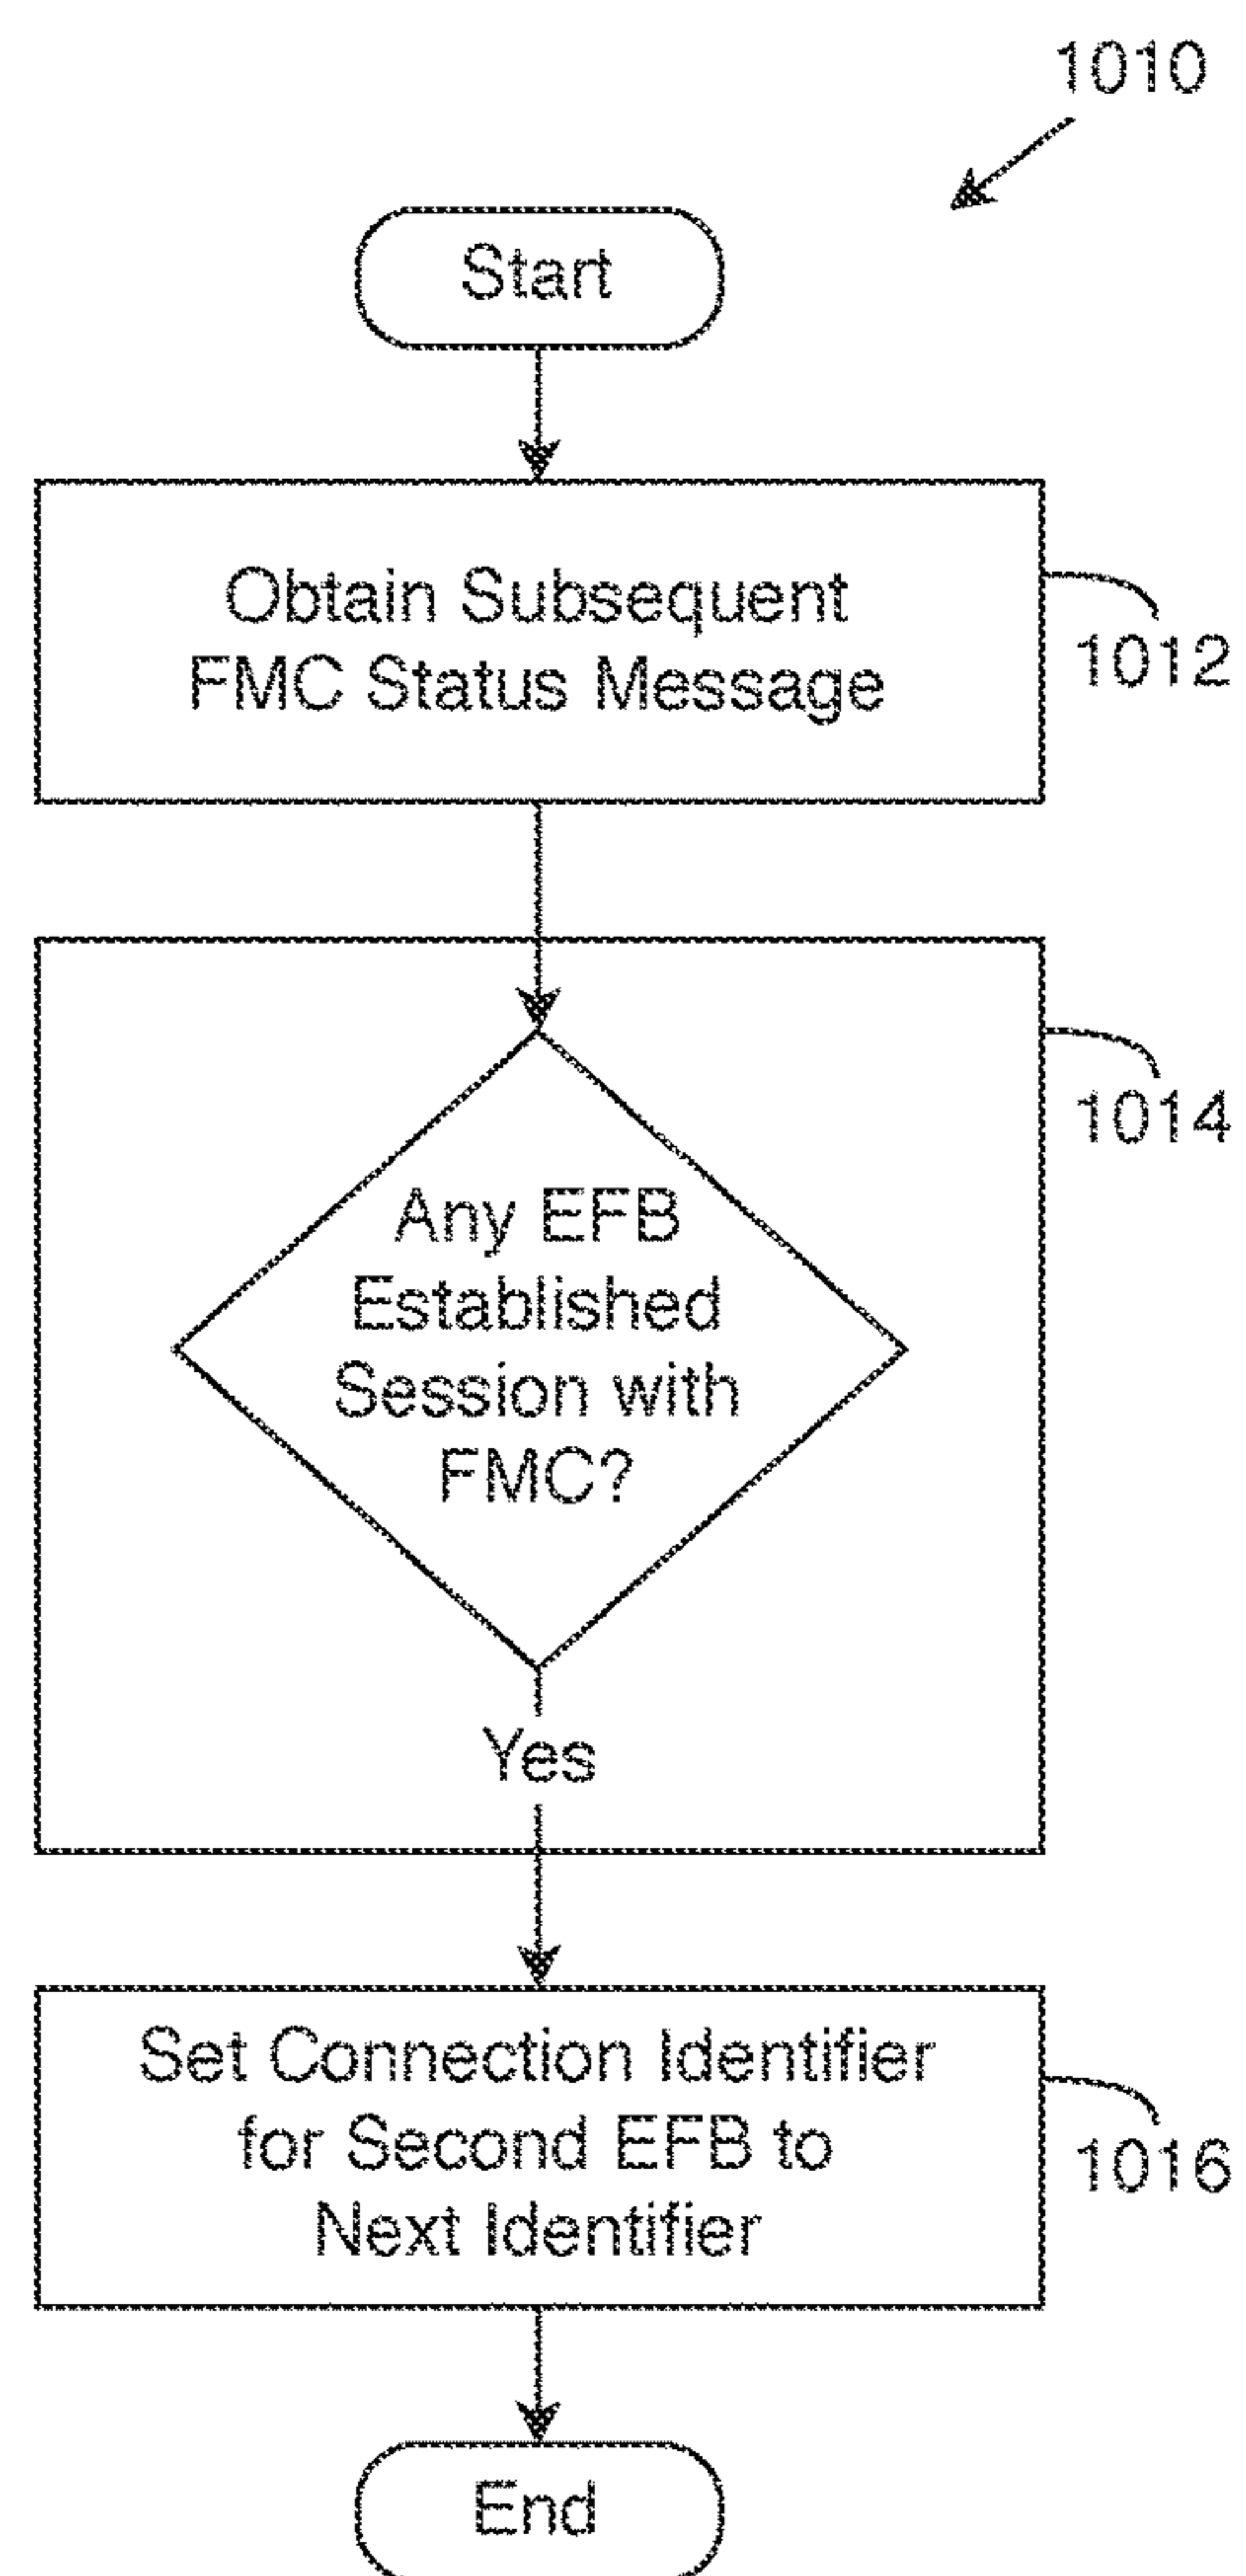 1010
Start
Obtain Subsequent
FMC Status Message
1012
1014
Any EFB
Established
Session with
FMC?
Yes
Set Connection Identifier
for Second EFB to
Next Identifier
1016
End